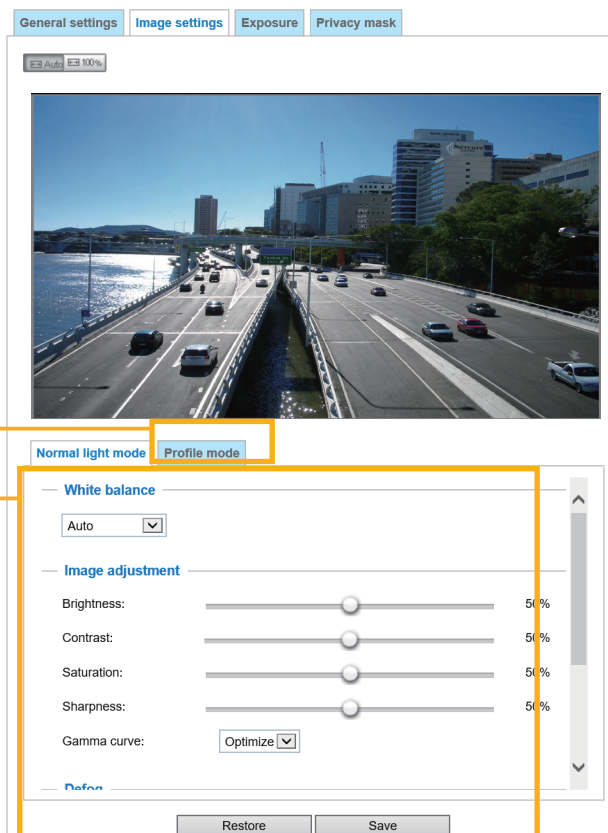 General settings Image settings Exposure Privacy mask
Auto 100%
Normal light mode Profile mode
White balance
Auto
Image adjustment
Brightness: 50%
Contrast: 50%
Saturation: 50%
Sharpness: 50%
Gamma curve: Optimize
Defog
Restore Save